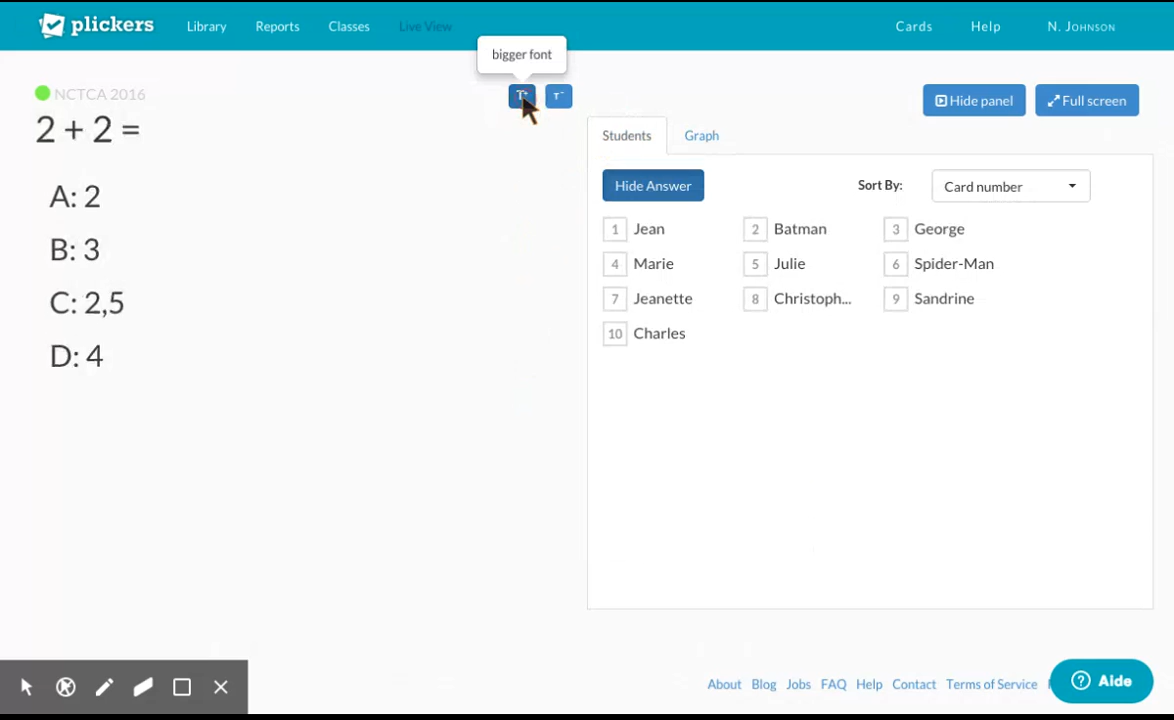 plickers Library Reports Classes Live View Cards Help N. Johnson
bigger font
NCTCA 2016
T+ T-
Hide panel Full screen
2 + 2 =
A: 2
B: 3
C: 2,5
D: 4
Students Graph
Hide Answer Sort By: Card number
1 Jean 2 Batman 3 George
4 Marie 5 Julie 6 Spider-Man
7 Jeanette 8 Christoph... 9 Sandrine
10 Charles
About Blog Jobs FAQ Help Contact Terms of Service
? Aide